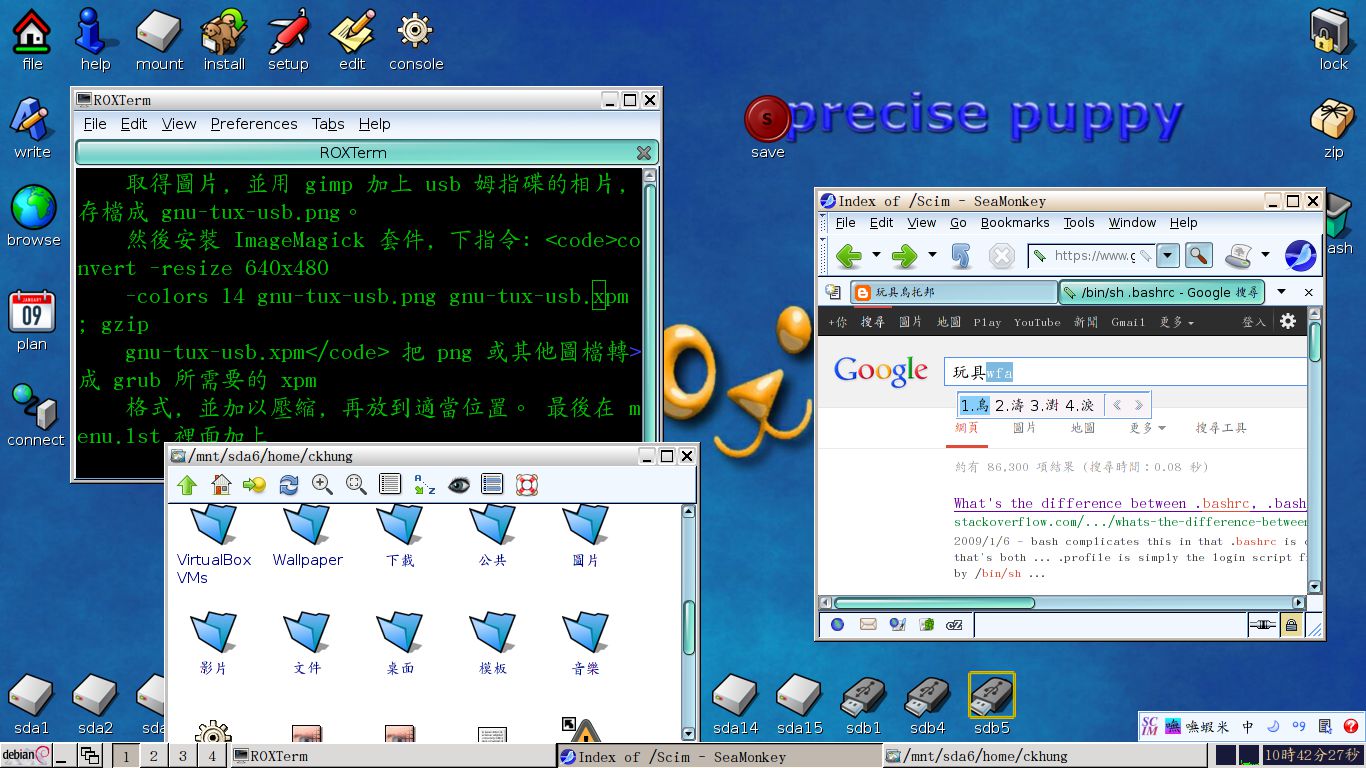 file
help
mount
install
setup
edit
console
lock
write
zip
browse
plan
JANUARY
09
connect
save
precise puppy
ash
ROXTerm
File Edit View Preferences Tabs Help
ROXTerm
取得圖片, 並用 gimp 加上 usb 姆指碟的相片,
存檔成 gnu-tux-usb.png。
然後安裝 ImageMagick 套件, 下指令: <code>co
nvert -resize 640x480
-colors 14 gnu-tux-usb.png gnu-tux-usb.xpm
; gzip
gnu-tux-usb.xpm</code> 把 png 或其他圖檔轉>
成 grub 所需要的 xpm
格式, 並加以壓縮, 再放到適當位置。 最後在 m
enu.lst 裡面加上
/mnt/sda6/home/ckhung
VirtualBox
VMs
Wallpaper
下載
公共
圖片
影片
文件
桌面
模板
音樂
Index of /Scim - SeaMonkey
File Edit View Go Bookmarks Tools Window Help
https://www.g
玩具烏托邦
/bin/sh .bashrc - Google 搜尋
+你 搜尋 圖片 地圖 Play YouTube 新聞 Gmail 更多 登入
Google
玩具wfa
1.烏 2.濤 3.澍 4.淚 《 》
網頁 圖片 地圖 更多 搜尋工具
約有 86,300 項結果 (搜尋時間：0.08 秒)
What's the difference between .bashrc, .bash
stackoverflow.com/.../whats-the-difference-between
2009/1/6 - bash complicates this in that .bashrc is
that's both ... .profile is simply the login script
by /bin/sh ...
sda1
sda2
sda14
sda15
sdb1
sdb4
sdb5
SCIM 嘸蝦米 中
debian
1 2 3 4
ROXTerm
Index of /Scim - SeaMonkey
/mnt/sda6/home/ckhung
10時42分27秒